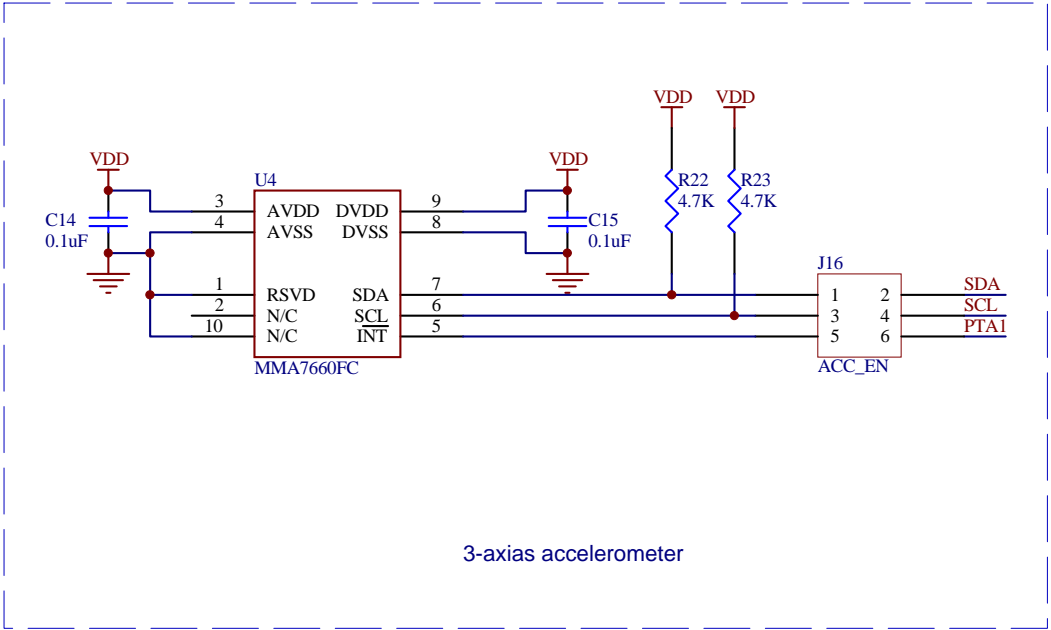 VDD VDD
VDD VDD
U4 R22 R23
4.7K 4.7K
3 AVDD DVDD 9
C14 C15
4 AVSS DVSS 8
0.1uF 0.1uF
J16
1 RSVD SDA 7 1 2 SDA
2 N/C SCL 6 3 4 SCL
10 N/C INT 5 5 6 PTA1
MMA7660FC ACC_EN
3-axias accelerometer